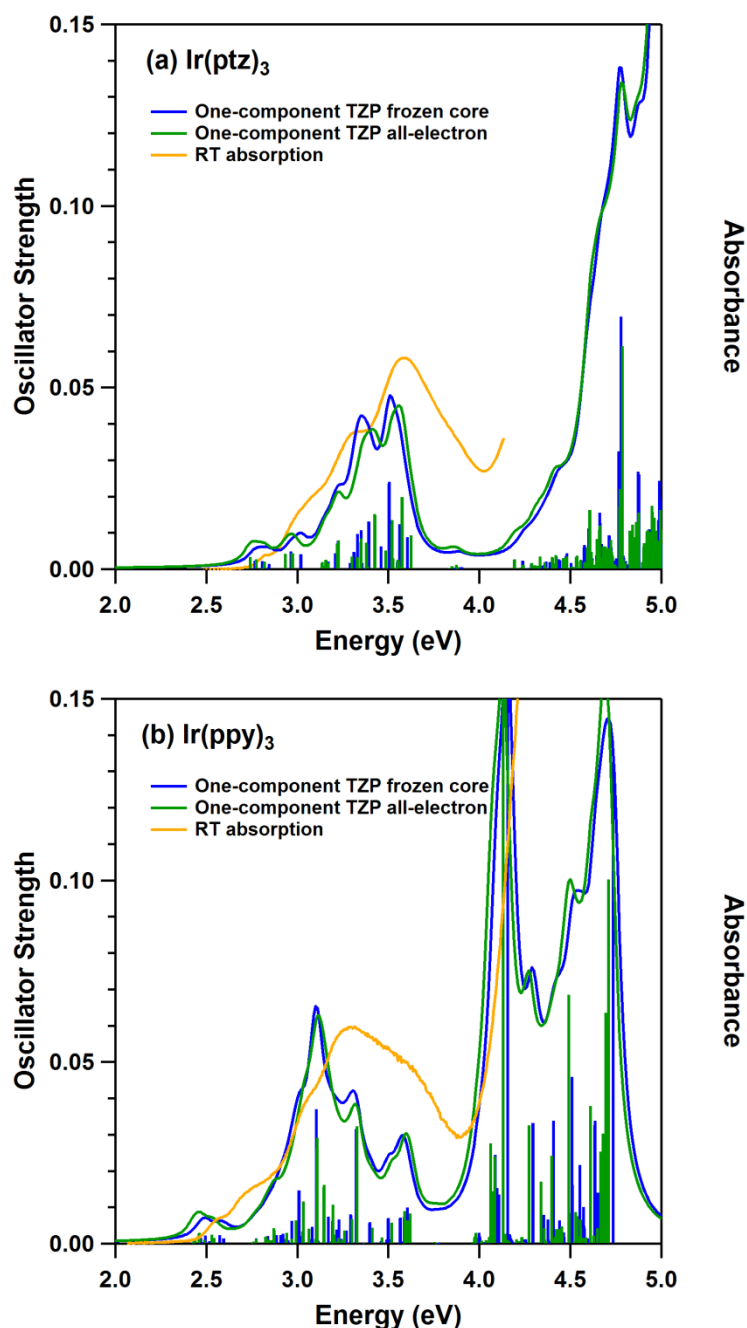 (a) Ir(ptz)3
One-component TZP frozen core
One-component TZP all-electron
RT absorption
Oscillator Strength
Absorbance
0.15
0.10
0.05
0.00
2.0 2.5 3.0 3.5 4.0 4.5 5.0
Energy (eV)
(b) Ir(ppy)3
One-component TZP frozen core
One-component TZP all-electron
RT absorption
Oscillator Strength
Absorbance
0.15
0.10
0.05
0.00
2.0 2.5 3.0 3.5 4.0 4.5 5.0
Energy (eV)